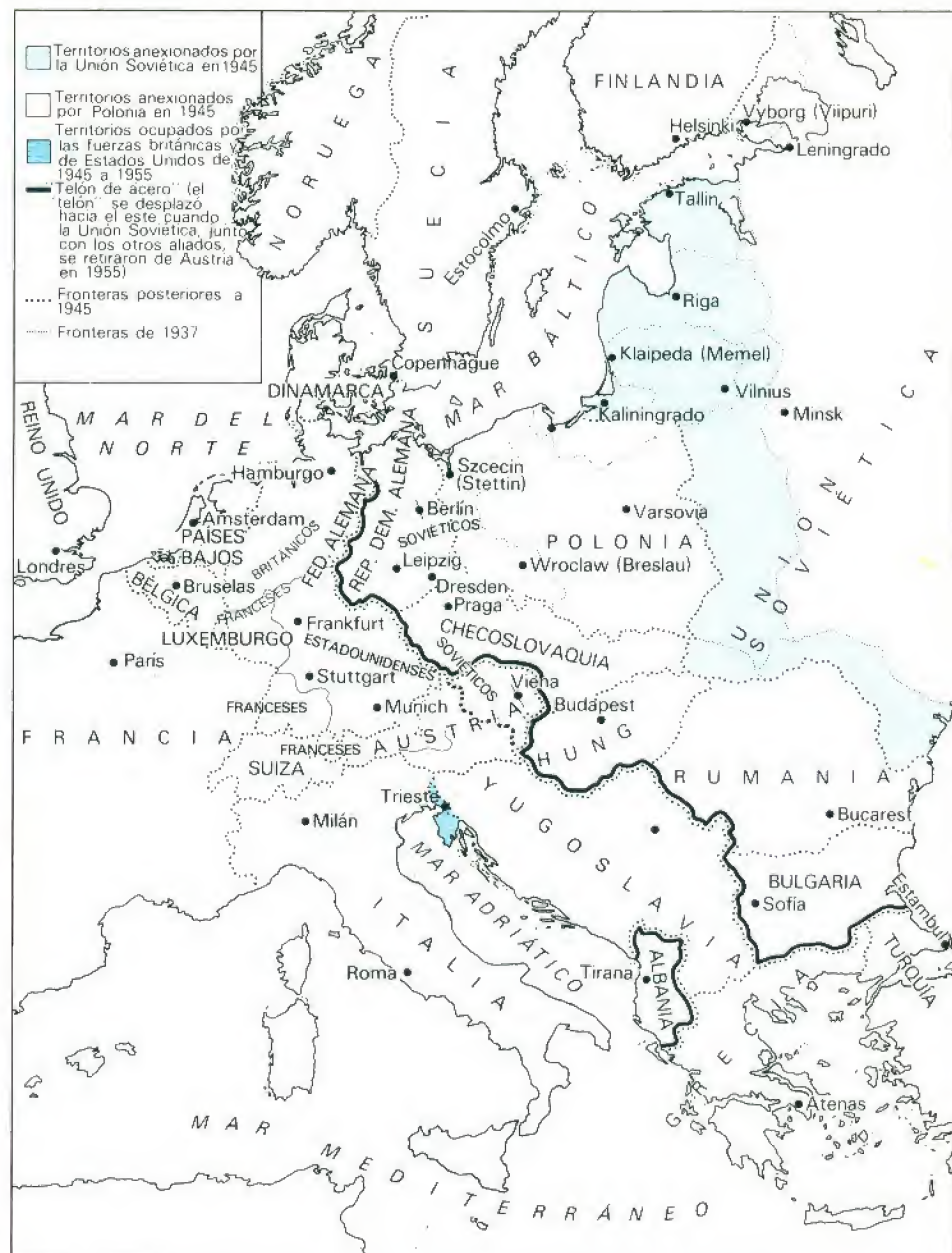 Territorios anexionados por
la Unión Soviética en 1945
Territorios anexionados
por Polonia en 1945
Territorios ocupados por
las fuerzas británicas y
de Estados Unidos de
1945 a 1955
"Telón de acero" (el
"telón" se desplazó
hacia el este cuando
la Unión Soviética, junto
con los otros aliados,
se retiraron de Austria
en 1955)
Fronteras posteriores a
1945
Fronteras de 1937
NORUEGA
SUECIA
FINLANDIA
Helsinki
Vyborg (Viipuri)
Leningrado
Tallin
Estocolmo
MAR BÁLTICO
Riga
Klaipeda (Memel)
Vilnius
Kaliningrado
Minsk
UNION
SOVIÉTICA
Copenhague
DINAMARCA
MAR DEL
NORTE
REINO
UNIDO
Londres
Hamburgo
Amsterdam
PAÍSES
BAJOS
BÉLGICA
Bruselas
BRITÁNICOS
FRANCESES
FED. ALEMANA
REP. DEM. ALEMANA
Szczecin
(Stettin)
Berlín
SOVIÉTICOS
Leipzig
Dresden
Praga
Varsovia
POLONIA
Wroclaw (Breslau)
LUXEMBURGO
Frankfurt
ESTADOUNIDENSES
CHECOSLOVAQUIA
SOVIÉTICOS
París
Stuttgart
FRANCESES
Munich
Viena
Budapest
HUNG
FRANCIA
FRANCESES
AUSTRIA
SUIZA
RUMANIA
Bucarest
Trieste
Milán
YUGOSLAVIA
MAR ADRIÁTICO
ITALIA
BULGARIA
Sofía
Estambul
TURQUÍA
Roma
Tirana
ALBANIA
GRECIA
Atenas
MAR
MEDITERRÁNEO